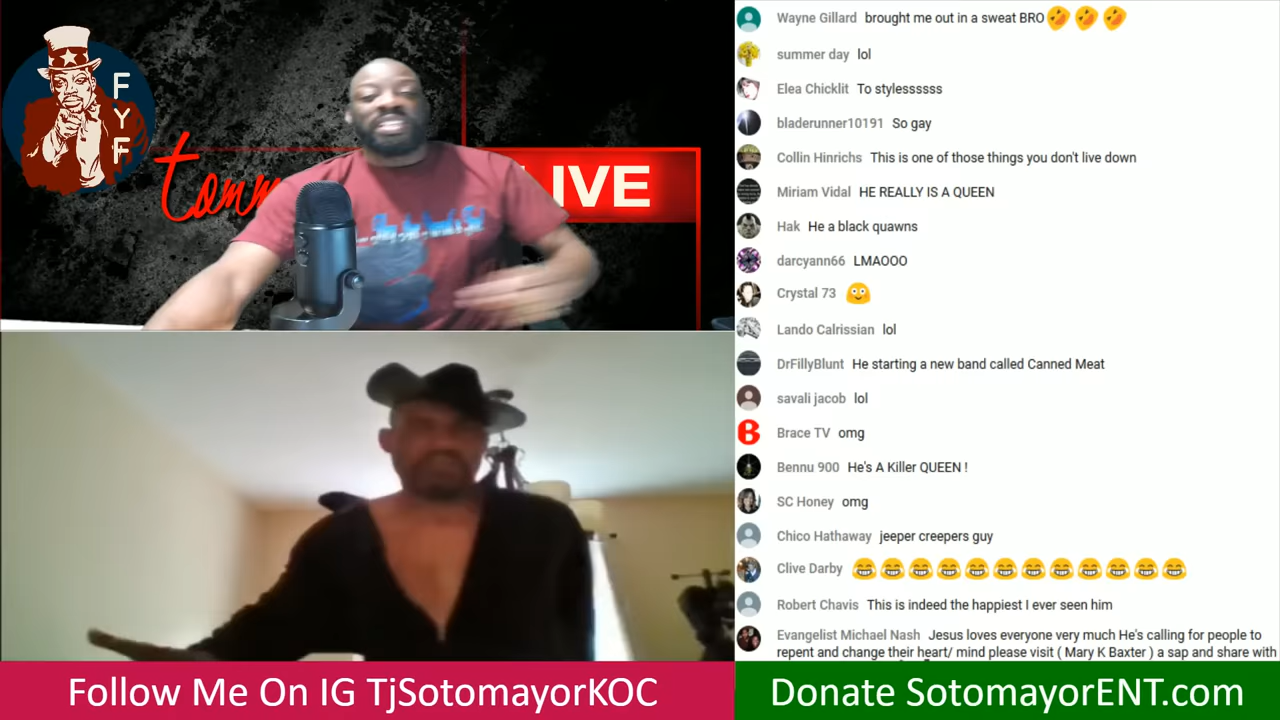 F
Y
F
tomm
LIVE
Wayne Gillard brought me out in a sweat BRO
summer day lol
Elea Chicklit To stylessssss
bladerunner10191 So gay
Collin Hinrichs This is one of those things you don't live down
Miriam Vidal HE REALLY IS A QUEEN
Hak He a black quawns
darcyann66 LMAOOO
Crystal 73
Lando Calrissian lol
DrFillyBlunt He starting a new band called Canned Meat
savali jacob lol
B Brace TV omg
Bennu 900 He's A Killer QUEEN !
SC Honey omg
Chico Hathaway jeeper creepers guy
Clive Darby
Robert Chavis This is indeed the happiest I ever seen him
Evangelist Michael Nash Jesus loves everyone very much He's calling for people to
repent and change their heart/ mind please visit ( Mary K Baxter ) a sap and share with
Follow Me On IG TjSotomayorKOC
Donate SotomayorENT.com